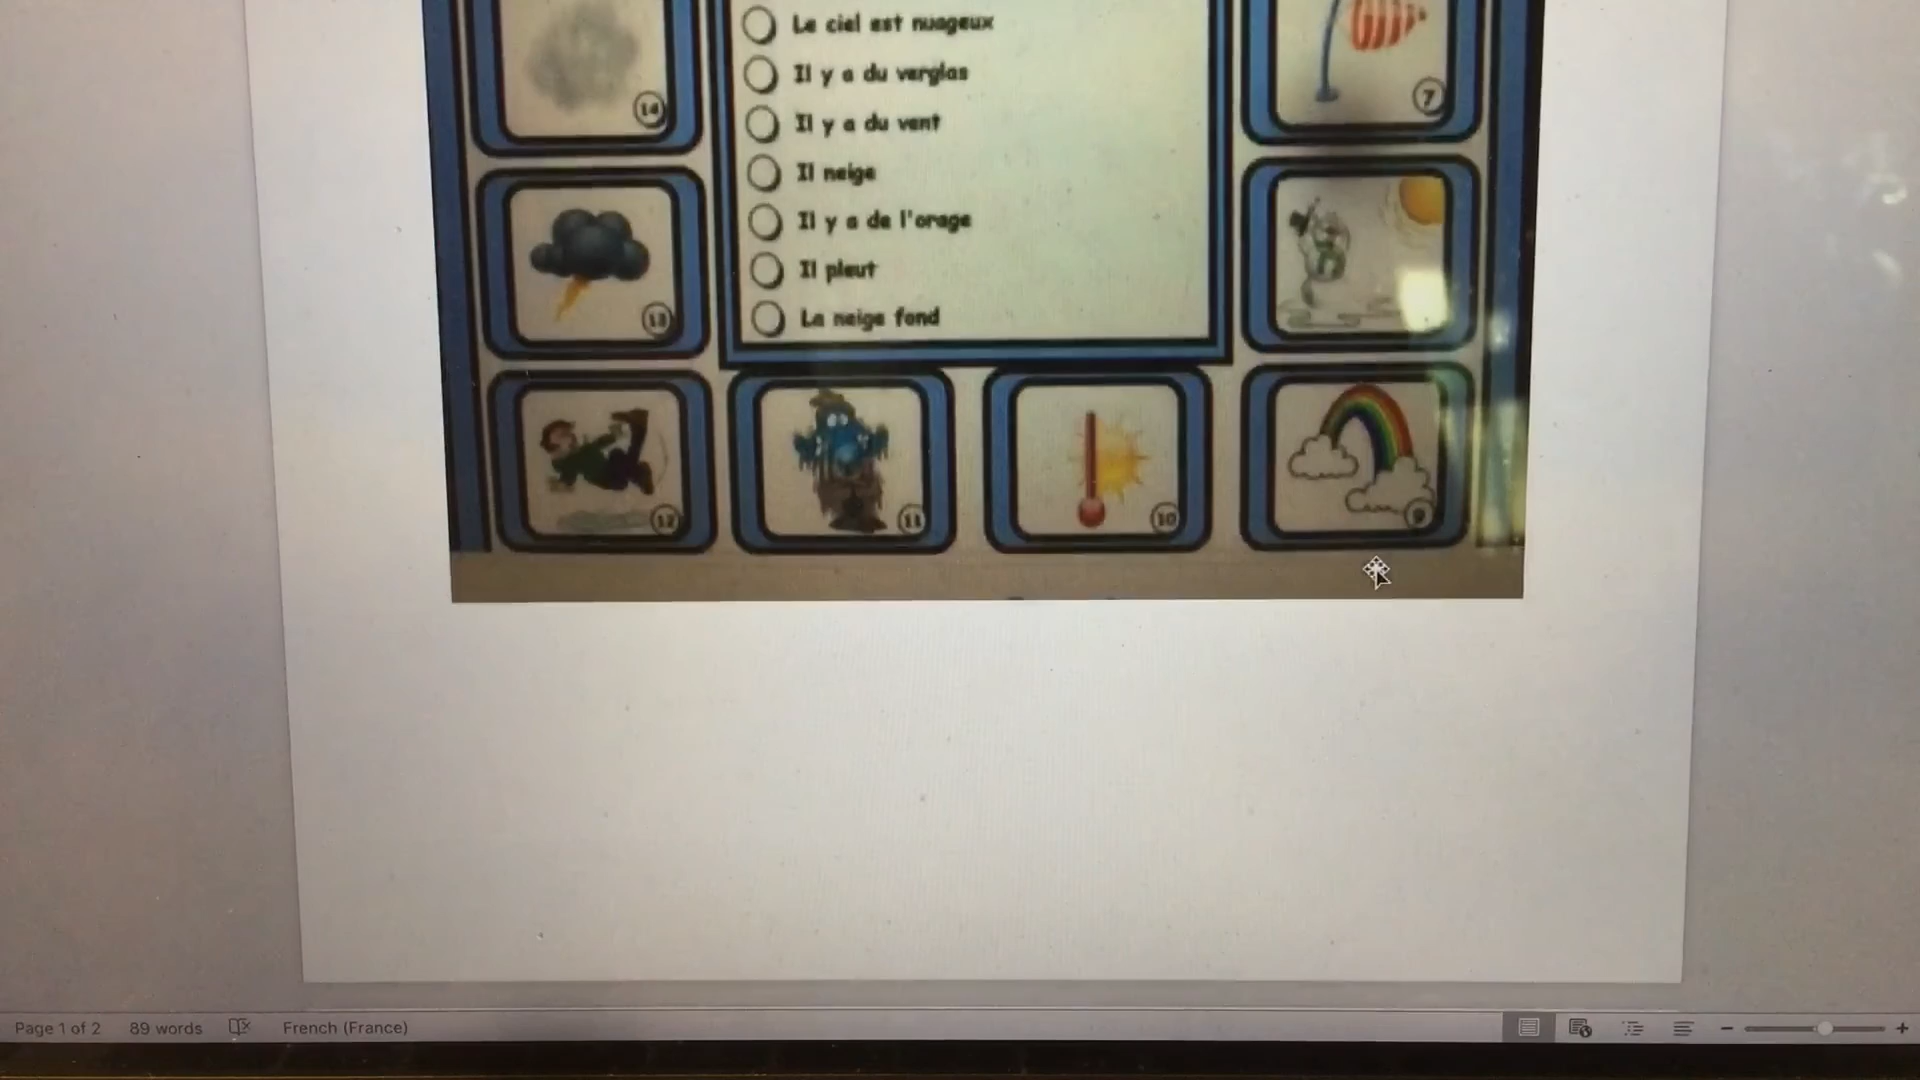 Le ciel est nuageux
14
Il y a du verglas
7
Il y a du vent
Il neige
Il y a de l'orage
Il pleut
13
La neige fond
12
11
10
9
Page 1 of 2 89 words French (France)